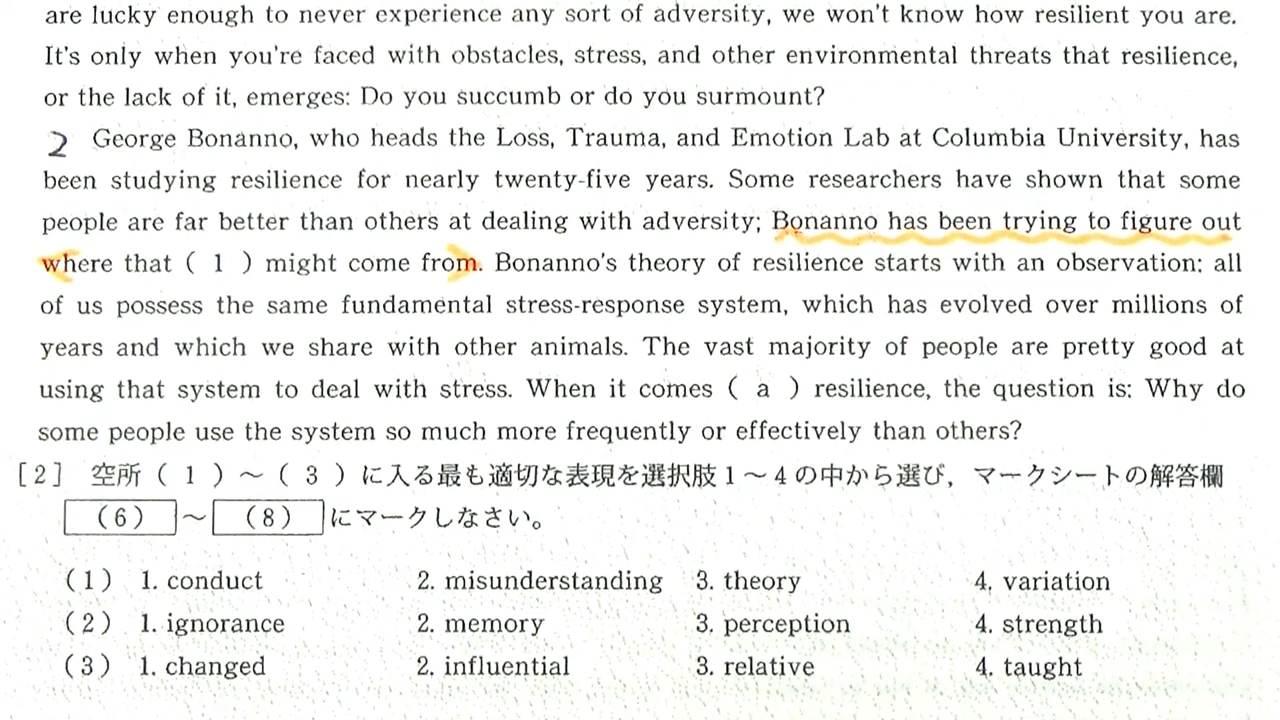 are lucky enough to never experience any sort of adversity, we won't know how resilient you are.
It's only when you're faced with obstacles, stress, and other environmental threats that resilience,
or the lack of it, emerges: Do you succumb or do you surmount?
2 George Bonanno, who heads the Loss, Trauma, and Emotion Lab at Columbia University, has
been studying resilience for nearly twenty-five years. Some researchers have shown that some
people are far better than others at dealing with adversity; Bonanno has been trying to figure out
where that ( 1 ) might come from. Bonanno's theory of resilience starts with an observation: all
of us possess the same fundamental stress-response system, which has evolved over millions of
years and which we share with other animals. The vast majority of people are pretty good at
using that system to deal with stress. When it comes ( a ) resilience, the question is: Why do
some people use the system so much more frequently or effectively than others?
[2] 空所( 1 )~( 3 )に入る最も適切な表現を選択肢1~4の中から選び,マークシートの解答欄
(6) ~ (8) にマークしなさい。
(1) 1. conduct 2. misunderstanding 3. theory 4. variation
(2) 1. ignorance 2. memory 3. perception 4. strength
(3) 1. changed 2. influential 3. relative 4. taught